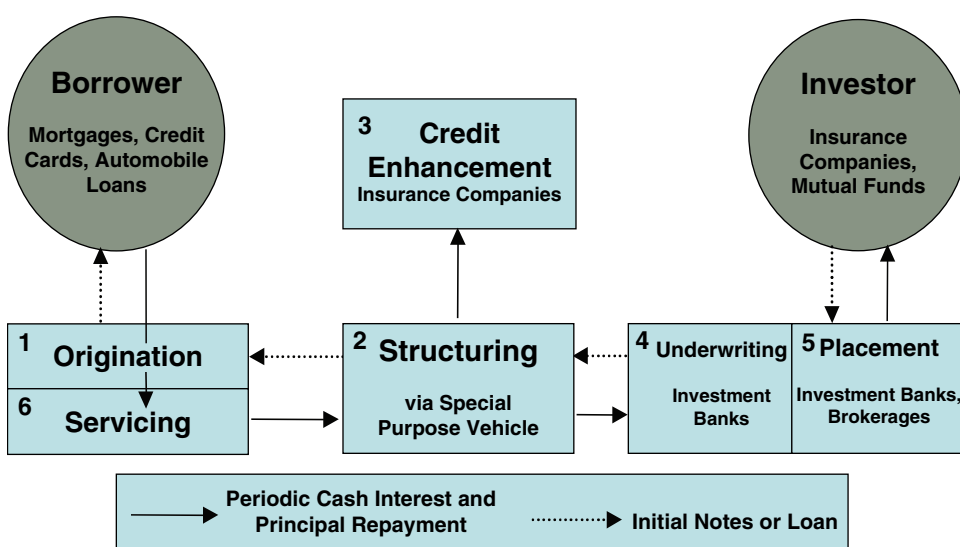 Borrower
Mortgages, Credit
Cards, Automobile
Loans
3
Credit
Enhancement
Insurance Companies
Investor
Insurance
Companies,
Mutual Funds
1
Origination
6
Servicing
2
Structuring
via Special
Purpose Vehicle
4
Underwriting
Investment
Banks
5
Placement
Investment Banks,
Brokerages
Periodic Cash Interest and
Principal Repayment
Initial Notes or Loan